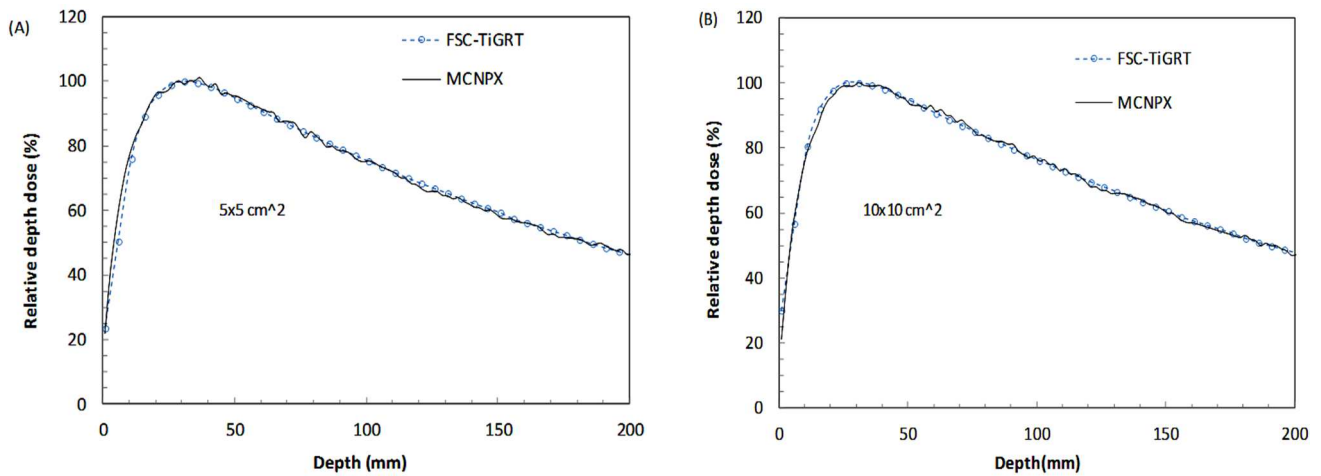 (A)
120
100
80
60
40
20
0
0 50 100 150 200
Relative depth dose (%)
Depth (mm)
FSC-TiGRT
MCNPX
5x5 cm^2
(B)
120
100
80
60
40
20
0
0 50 100 150 200
Relative depth dose (%)
Depth(mm)
FSC-TiGRT
MCNPX
10x10 cm^2